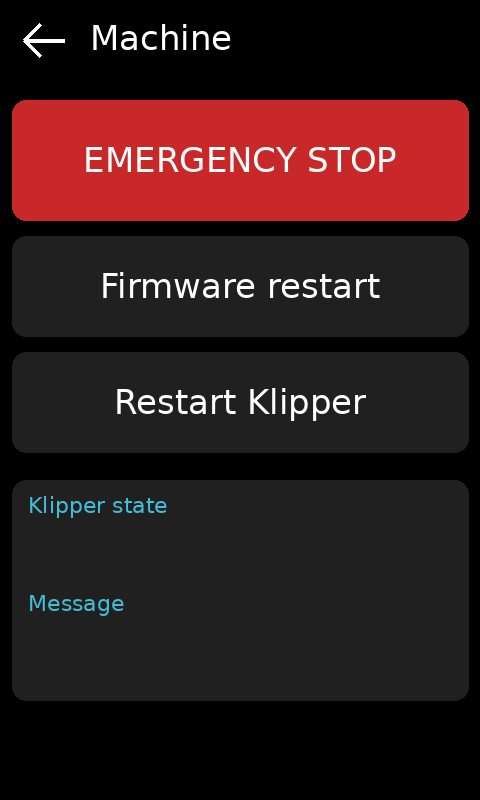 Machine
EMERGENCY STOP
Firmware restart
Restart Klipper
Klipper state
Message